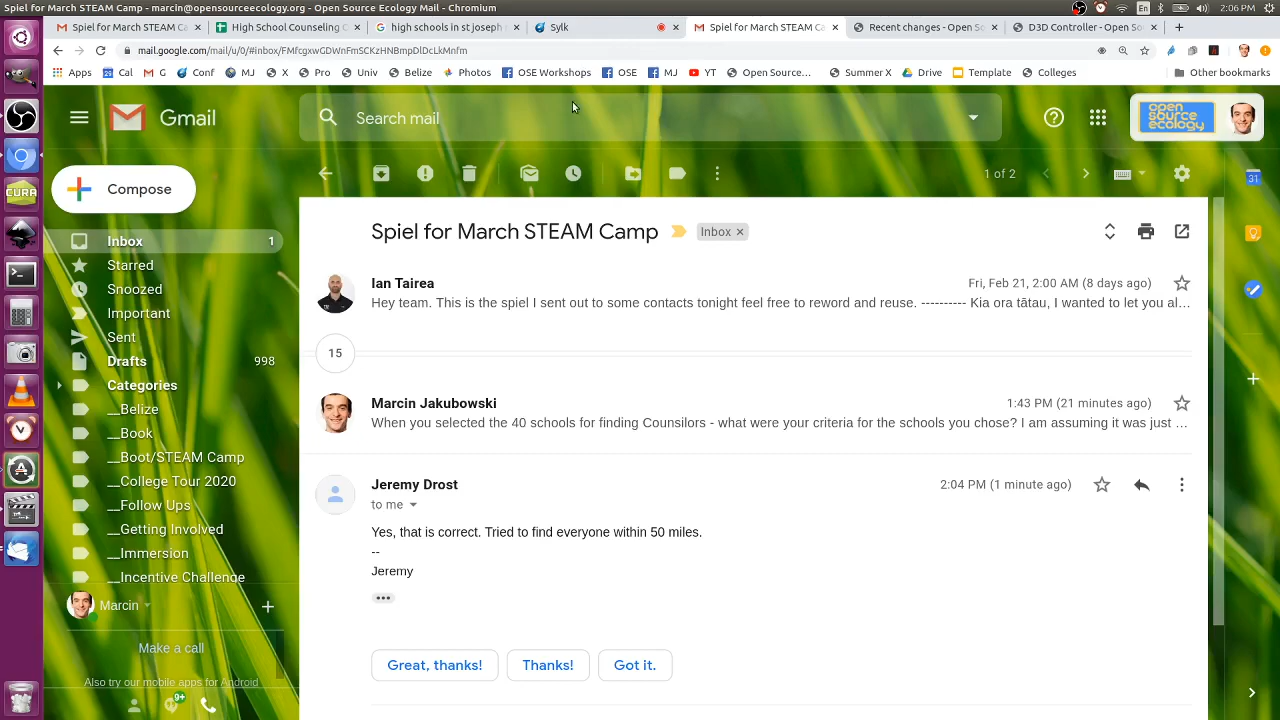 Spiel for March STEAM Camp - marcin@opensourceecology.org - Open Source Ecology Mail - Chromium
En
2:06 PM
Spiel for March STEAM Ca
High School Counseling C
high schools in st joseph
Sylk
Spiel for March STEAM Ca
Recent changes - Open So
D3D Controller - Open So
mail.google.com/mail/u/0/#inbox/FMfcgxwGDWnFmSCKzHNBmpDlDcLkMnfm
Apps
Cal
G
Conf
MJ
X
Pro
Univ
Belize
Photos
OSE Workshops
OSE
MJ
YT
Open Source...
Summer X
Drive
Template
Colleges
Other bookmarks
Gmail
Search mail
open source ecology
Compose
1 of 2
31
Inbox 1
Starred
Snoozed
Important
Sent
Drafts 998
Categories
__Belize
__Book
__Boot/STEAM Camp
__College Tour 2020
__Follow Ups
__Getting Involved
__Immersion
__Incentive Challenge
Marcin
Make a call
Also try our mobile apps for Android
9+
Spiel for March STEAM Camp
Inbox
Ian Tairea
Fri, Feb 21, 2:00 AM (8 days ago)
Hey team. This is the spiel I sent out to some contacts tonight feel free to reword and reuse. ---------- Kia ora tātau, I wanted to let you al...
15
Marcin Jakubowski
1:43 PM (21 minutes ago)
When you selected the 40 schools for finding Counsilors - what were your criteria for the schools you chose? I am assuming it was just ...
Jeremy Drost
2:04 PM (1 minute ago)
to me
Yes, that is correct. Tried to find everyone within 50 miles.
--
Jeremy
Great, thanks!
Thanks!
Got it.
CURA